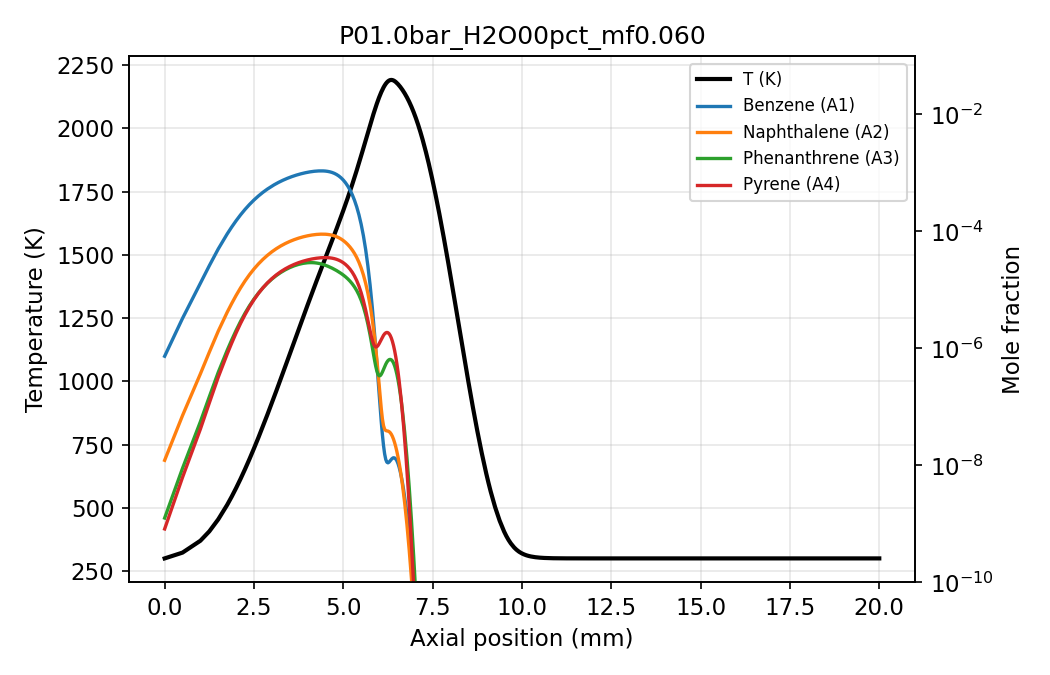 P01.0bar_H2O00pct_mf0.060
2250
2000
1750
1500
1250
1000
750
500
250
Temperature (K)
T (K)
Benzene (A1)
Naphthalene (A2)
Phenanthrene (A3)
Pyrene (A4)
10⁻²
10⁻⁴
10⁻⁶
10⁻⁸
10⁻¹⁰
Mole fraction
0.0 2.5 5.0 7.5 10.0 12.5 15.0 17.5 20.0
Axial position (mm)